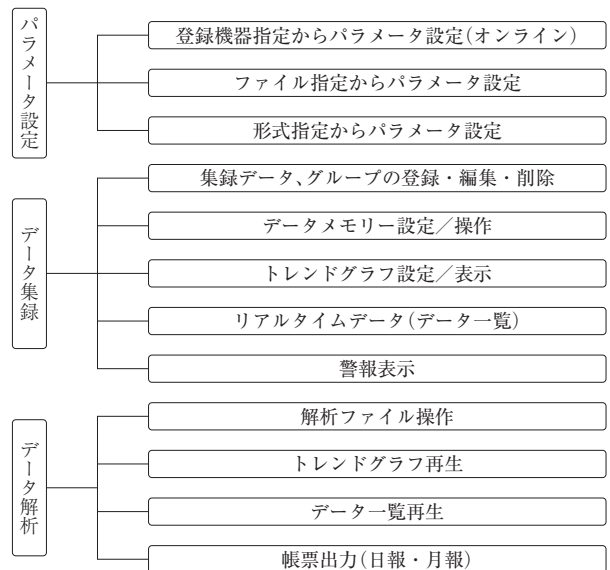 パラメータ設定
登録機器指定からパラメータ設定(オンライン)
ファイル指定からパラメータ設定
形式指定からパラメータ設定
データ集録
集録データ、グループの登録・編集・削除
データメモリー設定／操作
トレンドグラフ設定／表示
リアルタイムデータ(データ一覧)
警報表示
データ解析
解析ファイル操作
トレンドグラフ再生
データ一覧再生
帳票出力(日報・月報)